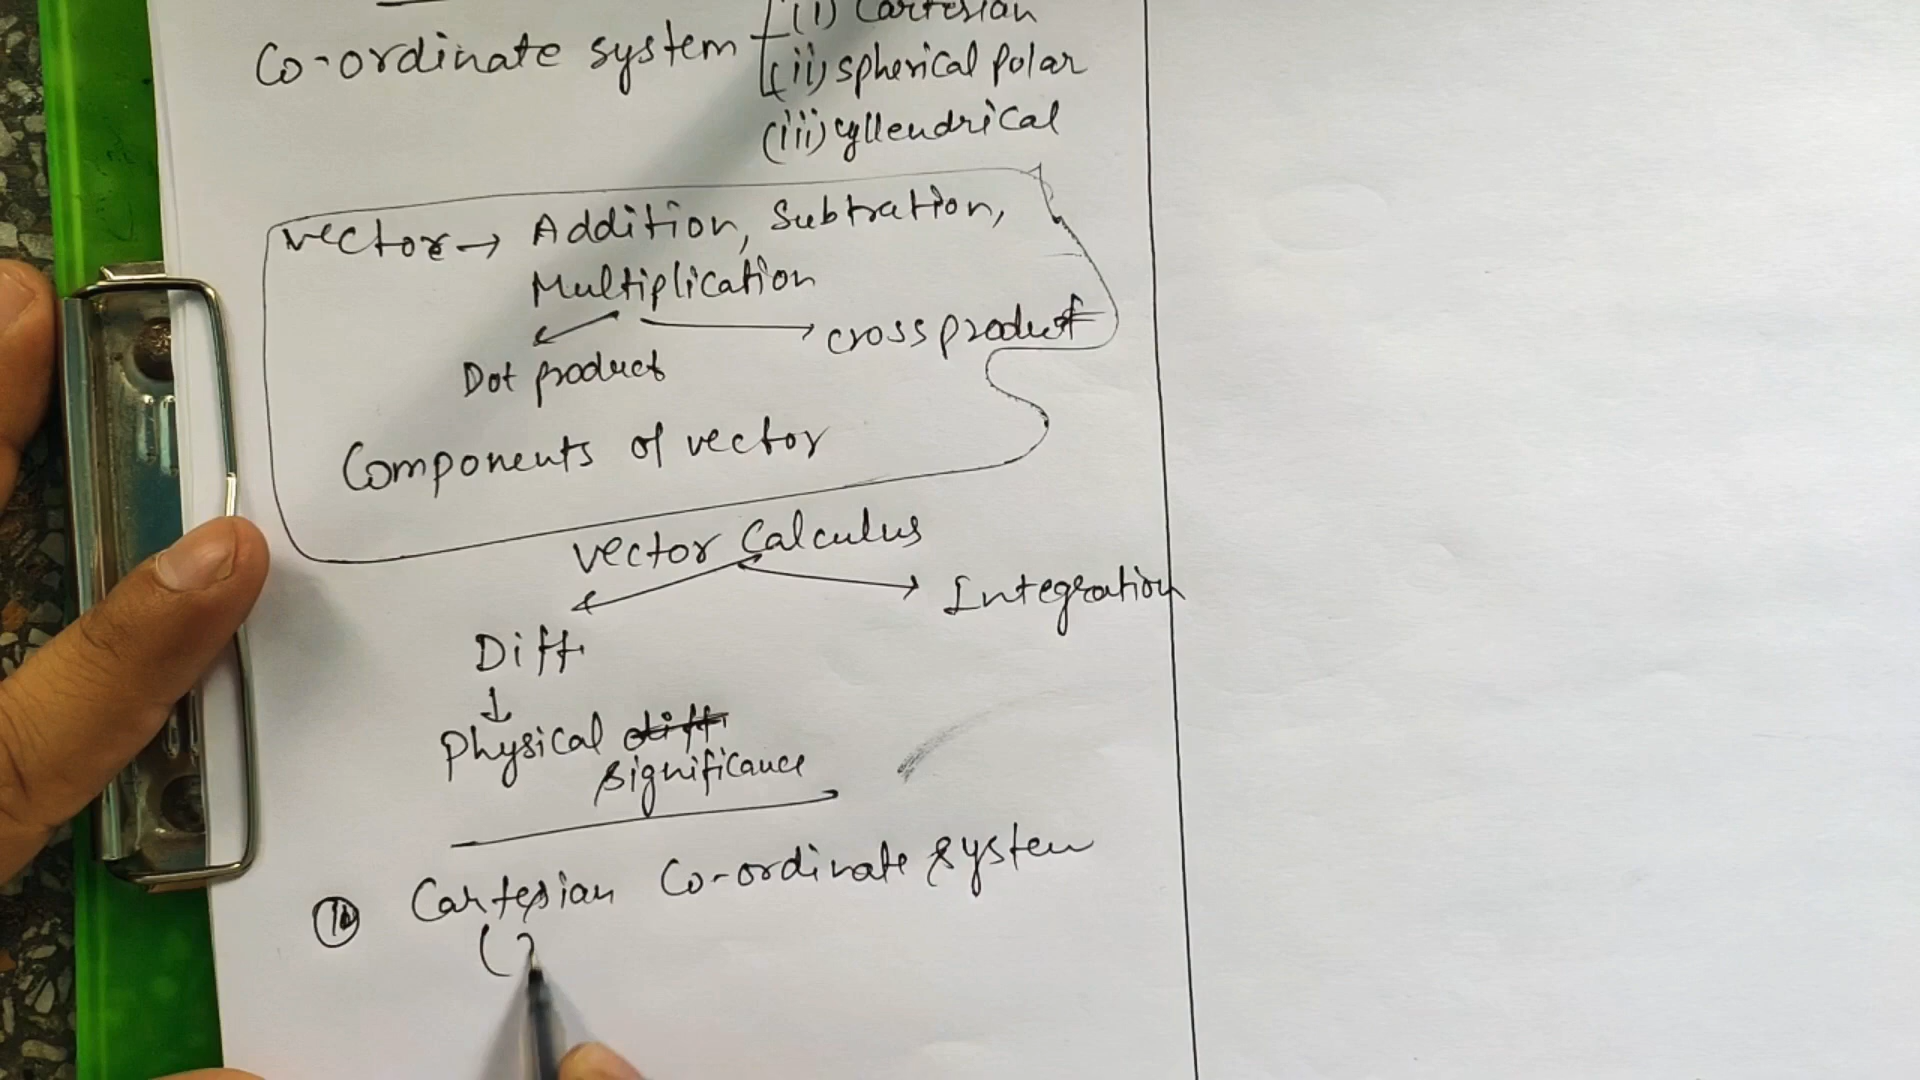 (i) Cartesian
Co-ordinate system
(ii) spherical polar
(iii) cyllendrical
vector → Addition, Subtration,
Multiplication
Dot product
cross product
Components of vector
vector Calculus
Integration
Diff.
↓
Physical diff.
significance
Cartesian Co-ordinate system
(